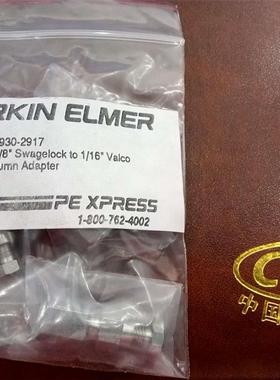 RKIN ELMER
930-2917
/8" Swagelock to 1/16" Valco
umn Adapter
PE XPRESS
1-800-762-4002
C
中国